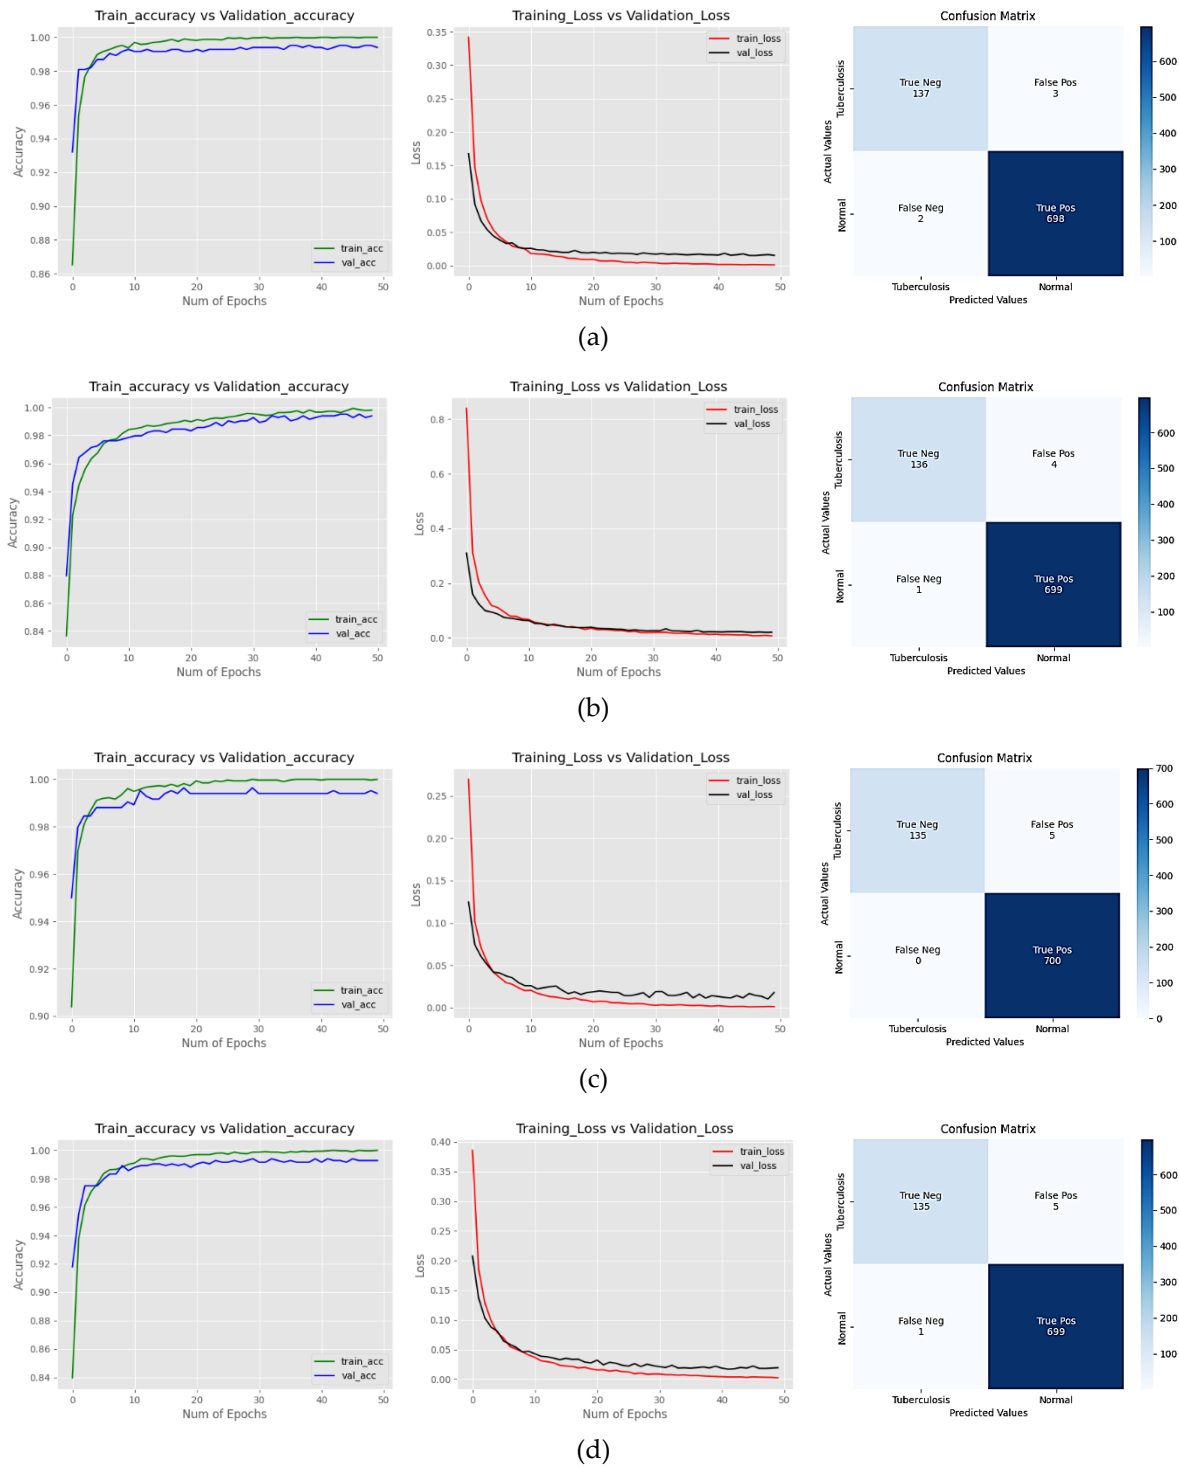 Train_accuracy vs Validation_accuracy
1.00
0.98
0.96
0.94
0.92
0.90
0.88
0.86
Accuracy
0 10 20 30 40 50
Num of Epochs
train_acc
val_acc
Training_Loss vs Validation_Loss
0.35
0.30
0.25
0.20
0.15
0.10
0.05
0.00
Loss
0 10 20 30 40 50
Num of Epochs
train_loss
val_loss
Confusion Matrix
Actual Values
Tuberculosis
Normal
True Neg
137
False Pos
3
False Neg
2
True Pos
698
Tuberculosis Normal
Predicted Values
600
500
400
300
200
100
(a)
Train_accuracy vs Validation_accuracy
1.00
0.98
0.96
0.94
0.92
0.90
0.88
0.86
0.84
Accuracy
0 10 20 30 40 50
Num of Epochs
train_acc
val_acc
Training_Loss vs Validation_Loss
0.8
0.6
0.4
0.2
0.0
Loss
0 10 20 30 40 50
Num of Epochs
train_loss
val_loss
Confusion Matrix
Actual Values
Tuberculosis
Normal
True Neg
136
False Pos
4
False Neg
1
True Pos
699
Tuberculosis Normal
Predicted Values
600
500
400
300
200
100
(b)
Train_accuracy vs Validation_accuracy
1.00
0.98
0.96
0.94
0.92
0.90
Accuracy
0 10 20 30 40 50
Num of Epochs
train_acc
val_acc
Training_Loss vs Validation_Loss
0.25
0.20
0.15
0.10
0.05
0.00
Loss
0 10 20 30 40 50
Num of Epochs
train_loss
val_loss
Confusion Matrix
Actual Values
Tuberculosis
Normal
True Neg
135
False Pos
5
False Neg
0
True Pos
700
Tuberculosis Normal
Predicted Values
700
600
500
400
300
200
100
0
(c)
Train_accuracy vs Validation_accuracy
1.00
0.98
0.96
0.94
0.92
0.90
0.88
0.86
0.84
Accuracy
0 10 20 30 40 50
Num of Epochs
train_acc
val_acc
Training_Loss vs Validation_Loss
0.40
0.35
0.30
0.25
0.20
0.15
0.10
0.05
0.00
Loss
0 10 20 30 40 50
Num of Epochs
train_loss
val_loss
Confusion Matrix
Actual Values
Tuberculosis
Normal
True Neg
135
False Pos
5
False Neg
1
True Pos
699
Tuberculosis Normal
Predicted Values
600
500
400
300
200
100
(d)